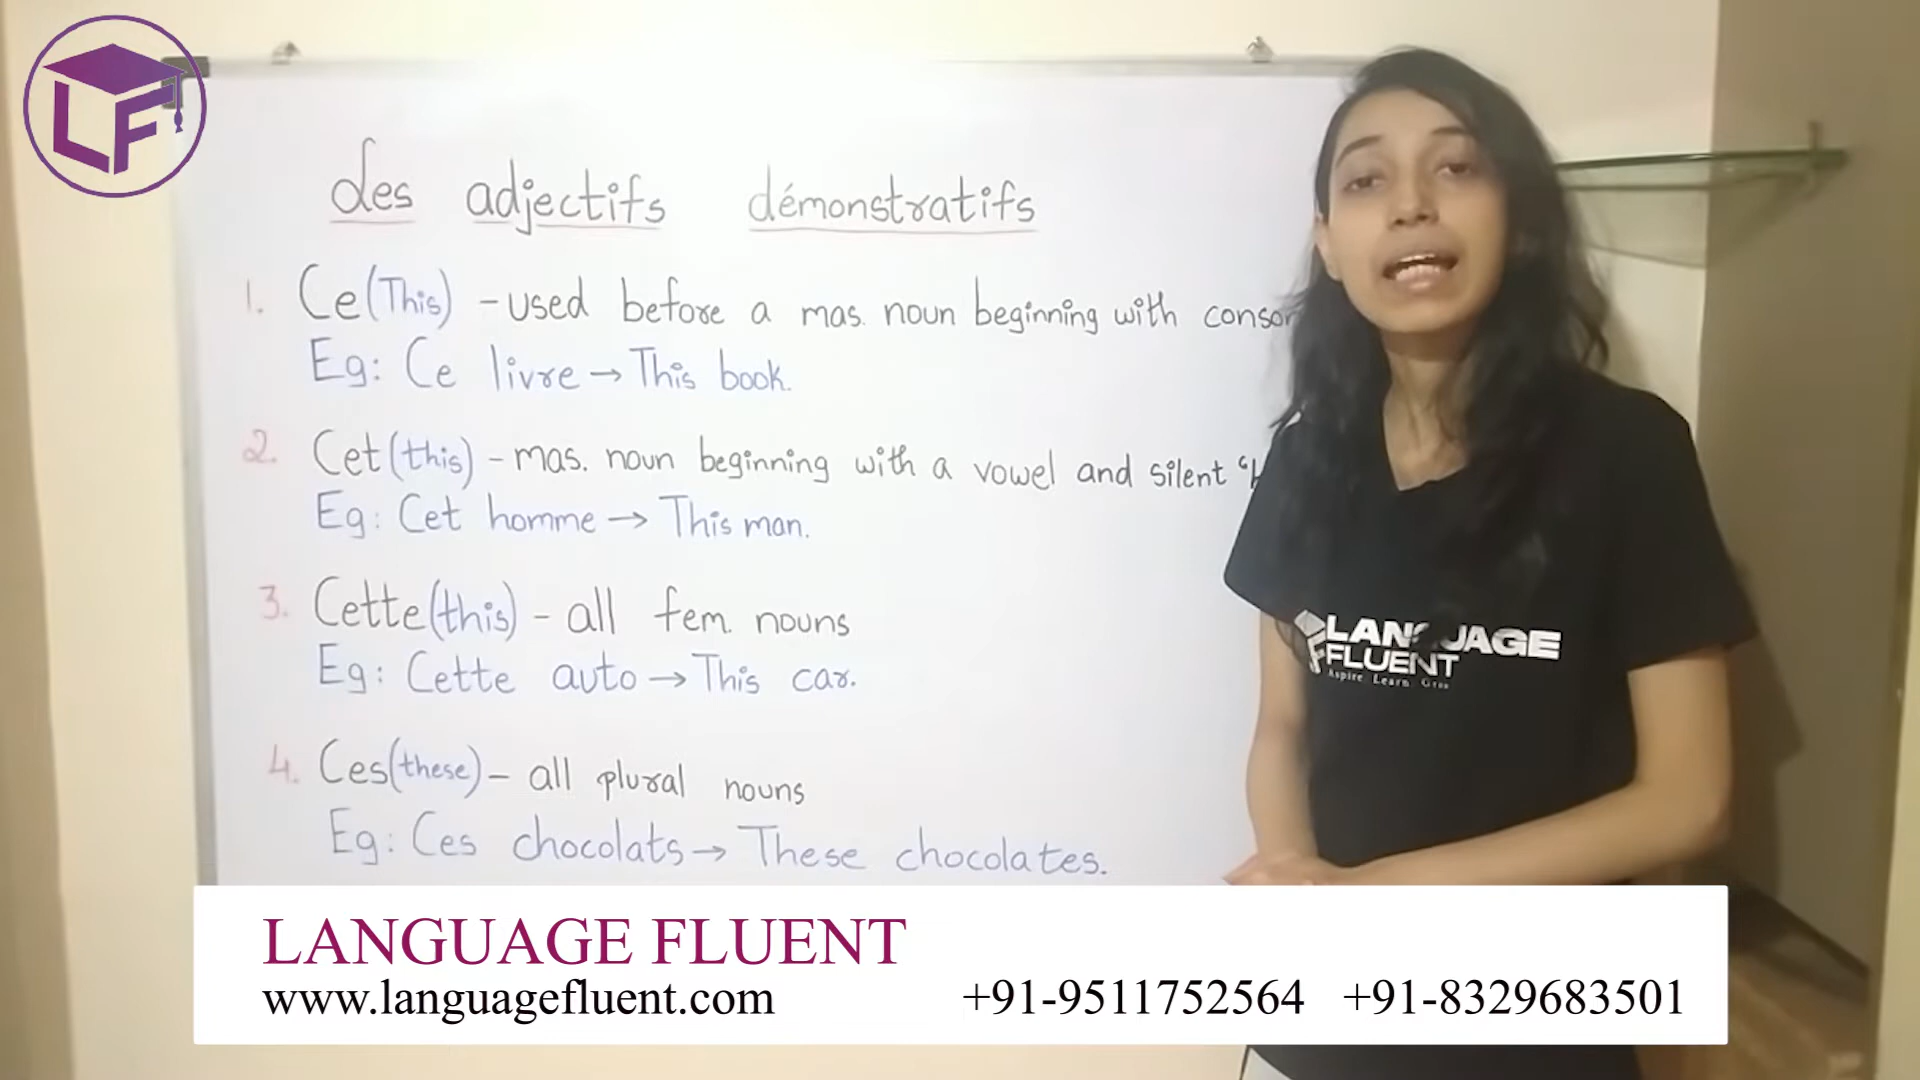 LF
des adjectifs démonstratifs
1. Ce (This) - used before a mas. noun beginning with conson
Eg: Ce livre → This book.
2. Cet (this) - mas. noun beginning with a vowel and silent 'h
Eg: Cet homme → This man.
3. Cette (this) - all fem. nouns
Eg: Cette auto → This car.
4. Ces (these) - all plural nouns
Eg: Ces chocolats → These chocolates.
LANGUAGE
FLUENT
Aspire Learn
LANGUAGE FLUENT
www.languagefluent.com +91-9511752564 +91-8329683501